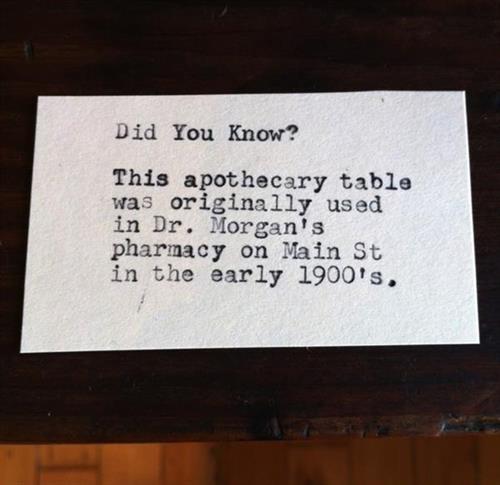 Did You Know?
This apothecary table
was originally used
in Dr. Morgan's
pharmacy on Main St
in the early 1900's.